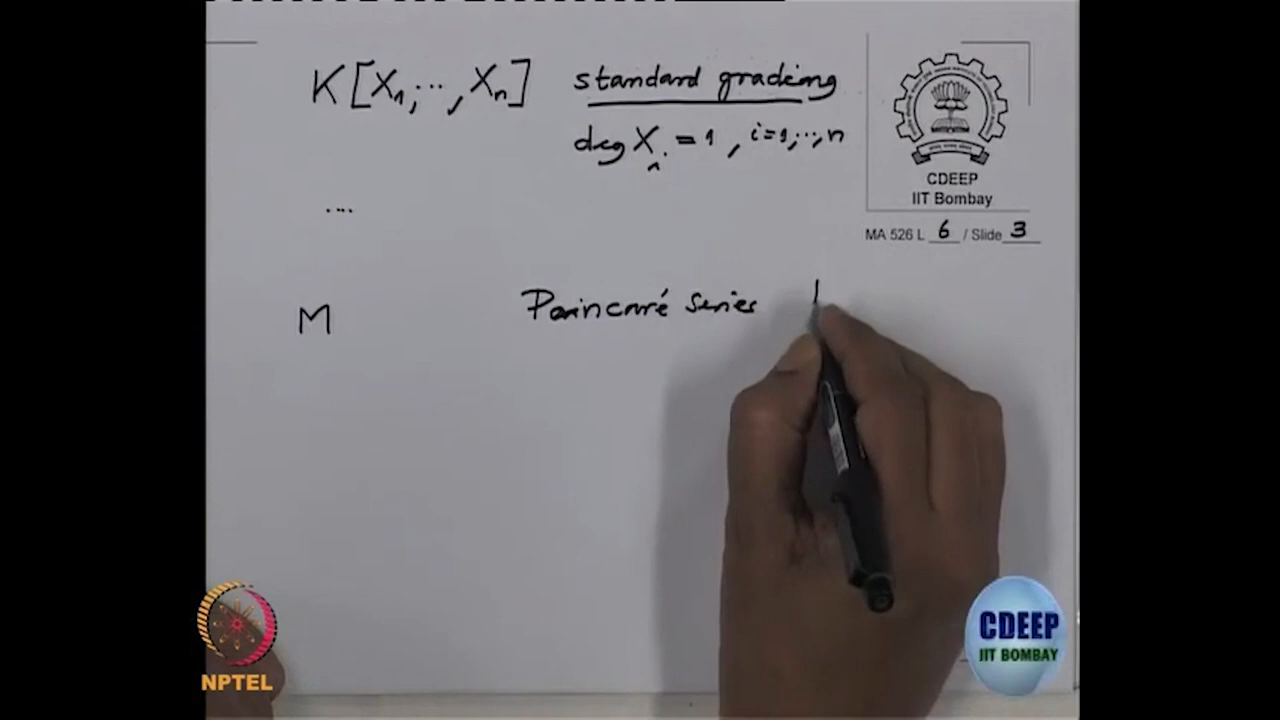 K[X₁,..,Xₙ] standard grading
deg Xᵢ = 1, i=1,..,n
CDEEP
IIT Bombay
MA 526 L 6 / Slide 3
....
M Poincaré series
NPTEL
CDEEP
IIT BOMBAY